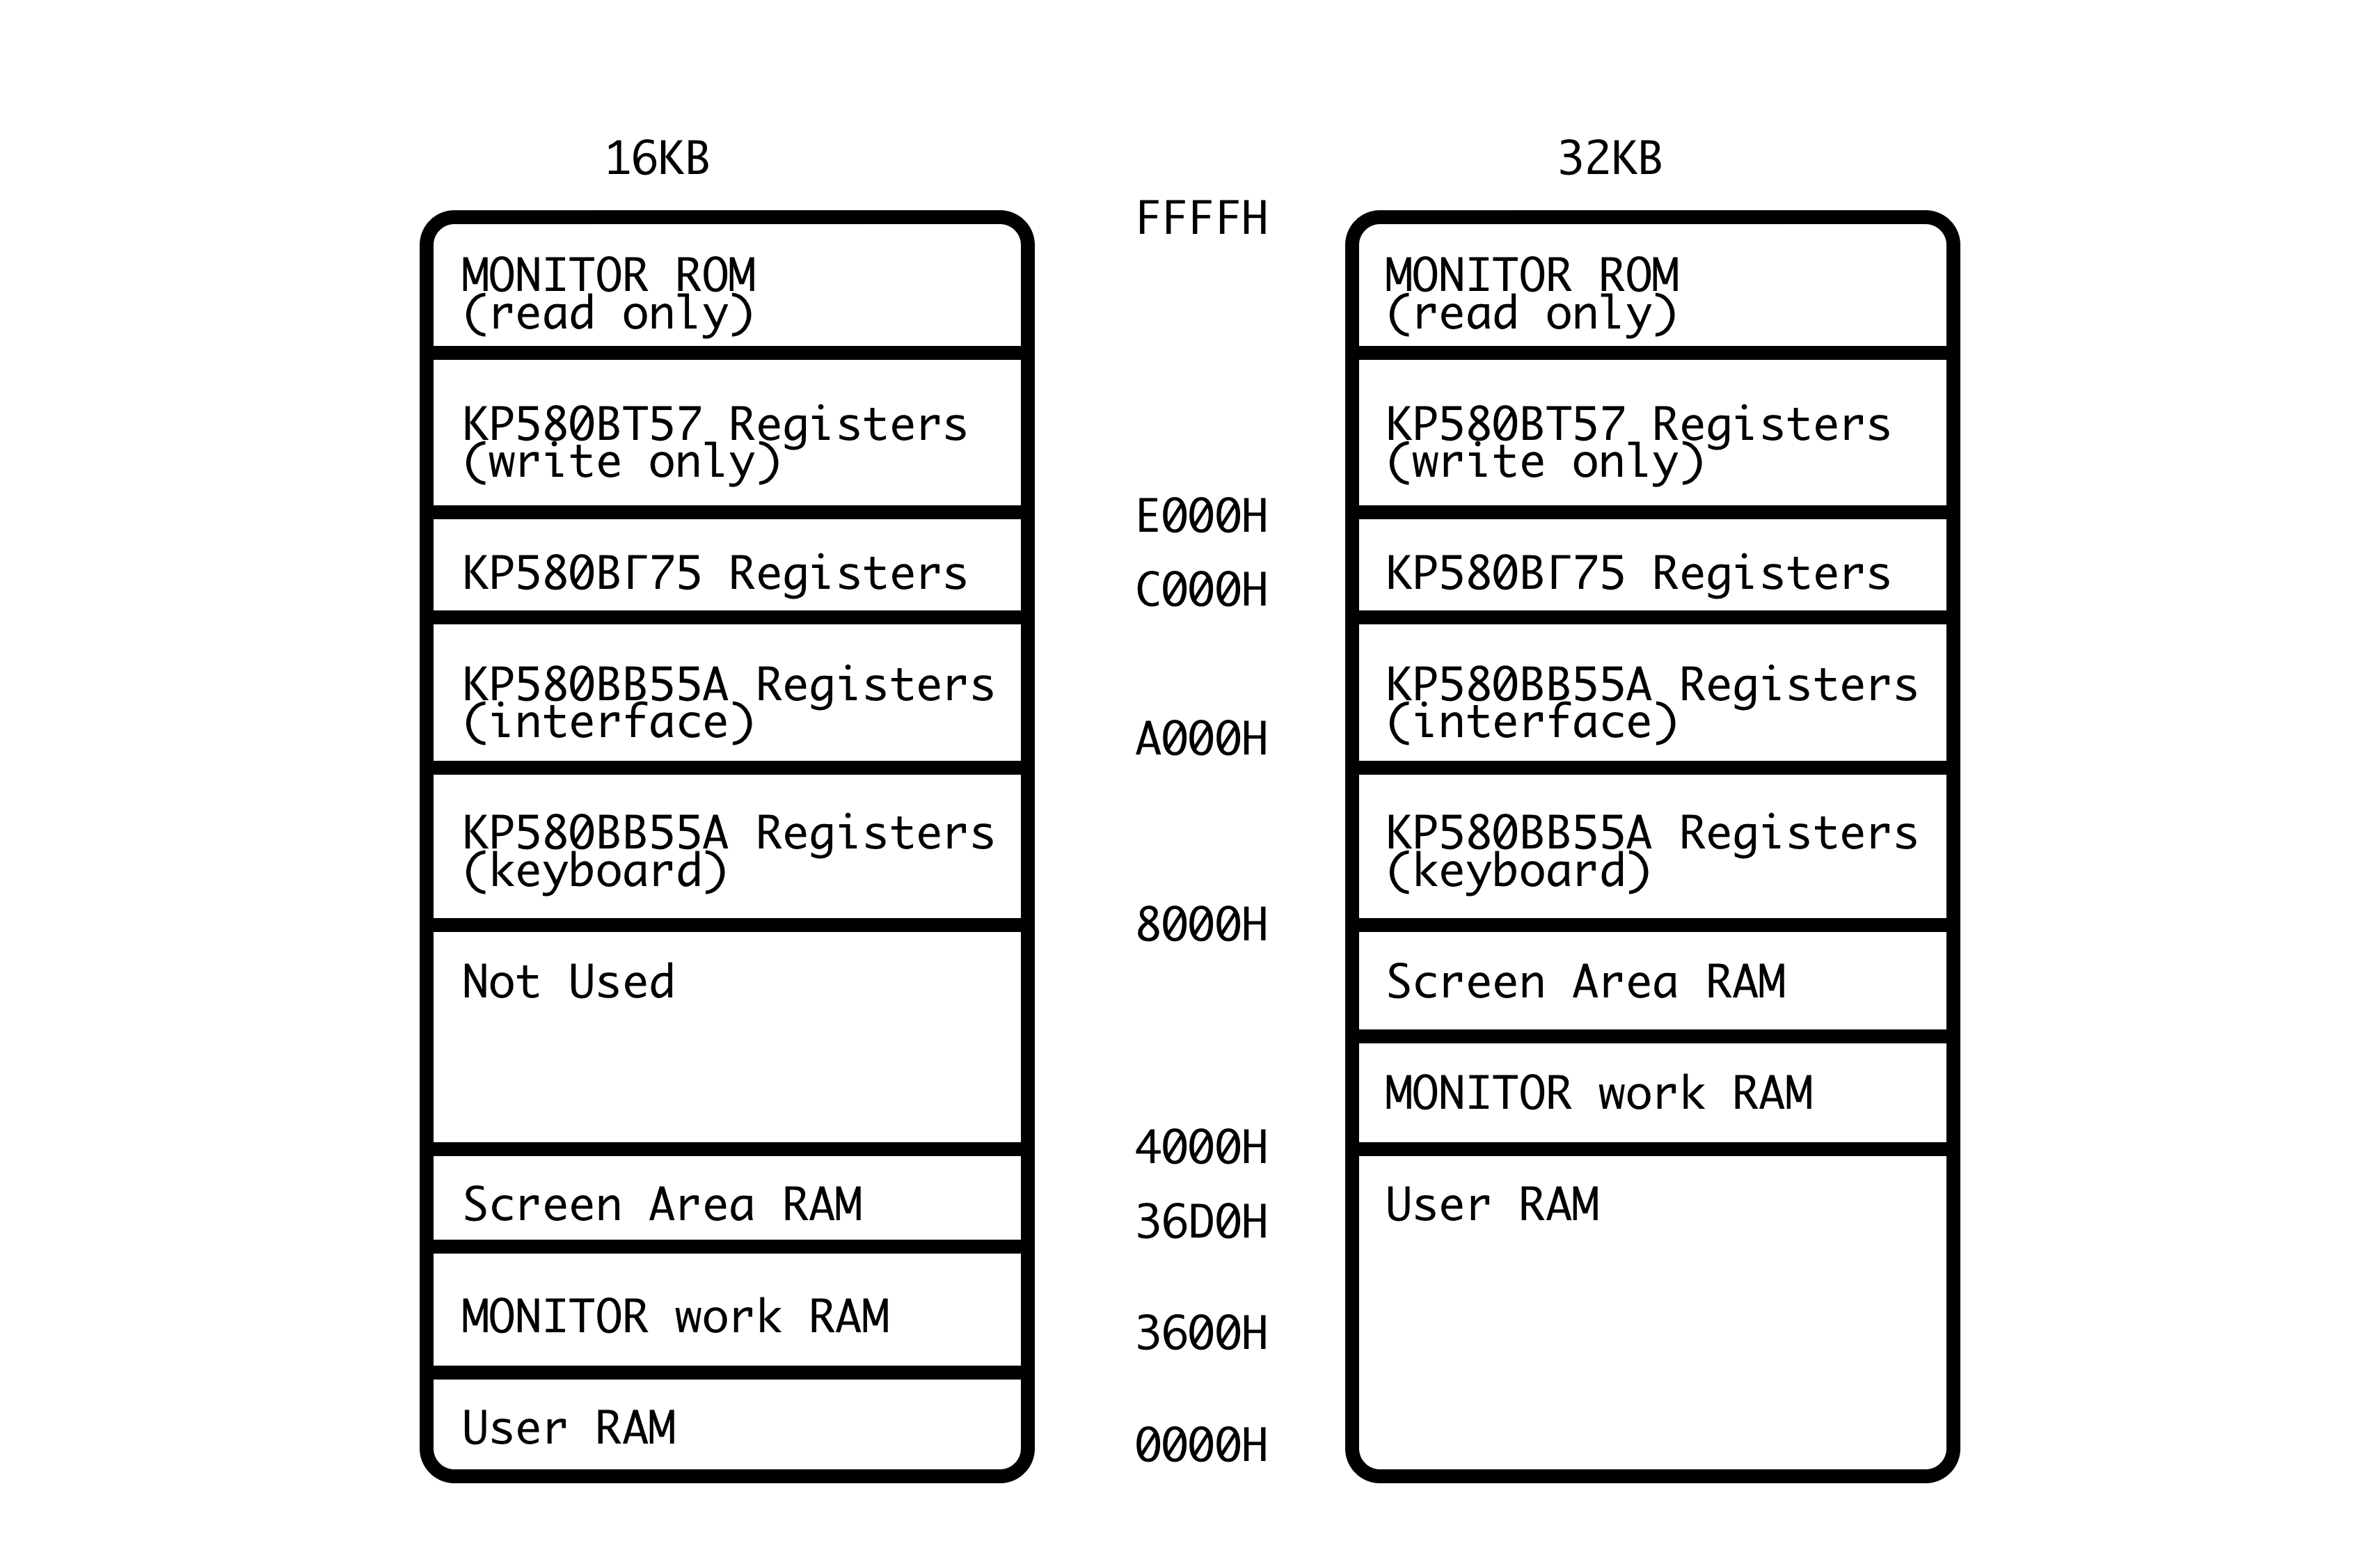 16KB
MONITOR ROM
(read only)
KP580BT57 Registers
(write only)
KP580BГ75 Registers
KP580BB55A Registers
(interface)
KP580BB55A Registers
(keyboard)
Not Used
Screen Area RAM
MONITOR work RAM
User RAM
FFFFH
E000H
C000H
A000H
8000H
4000H
36D0H
3600H
0000H
32KB
MONITOR ROM
(read only)
KP580BT57 Registers
(write only)
KP580BГ75 Registers
KP580BB55A Registers
(interface)
KP580BB55A Registers
(keyboard)
Screen Area RAM
MONITOR work RAM
User RAM